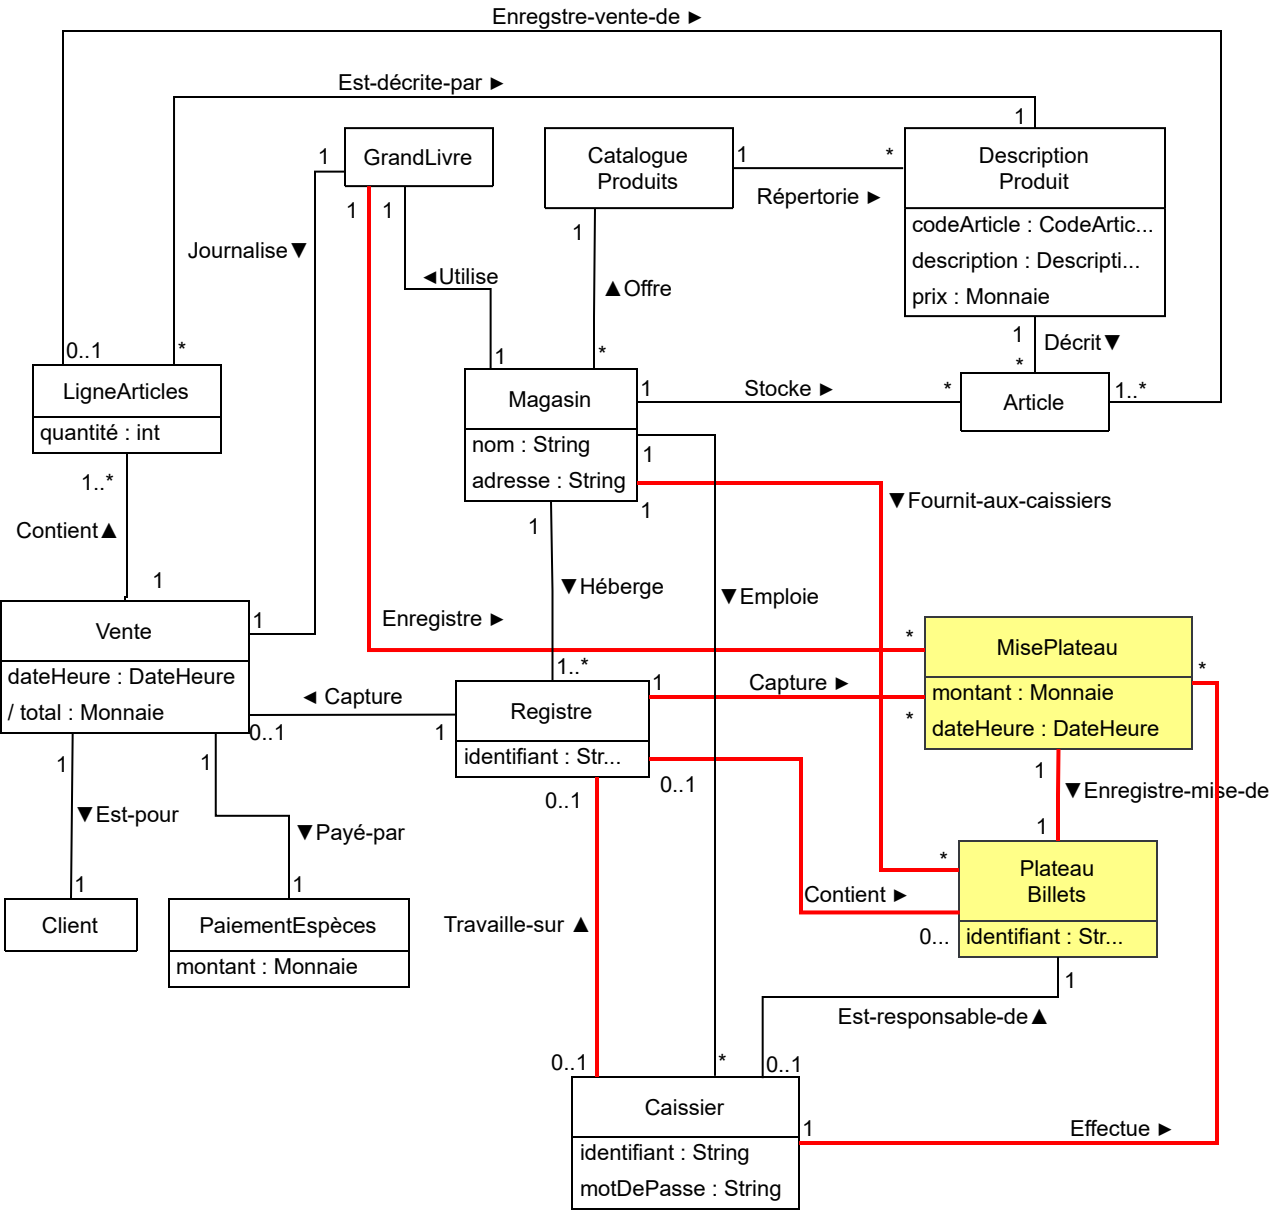 Enregstre-vente-de ►
Est-décrite-par ►
1
GrandLivre
1
Catalogue
Produits
1
*
Répertorie ►
Description
Produit
codeArticle : CodeArtic...
description : Descripti...
prix : Monnaie
1
1
1
Journalise▼
◄Utilise
▲Offre
1
Décrit▼
*
0..1
*
1
*
LigneArticles
quantité : int
Magasin
nom : String
adresse : String
1
Stocke ►
*
Article
1..*
1
1
1..*
Contient▲
1
▼Fournit-aux-caissiers
1
▼Héberge
▼Emploie
1
Vente
dateHeure : DateHeure
/ total : Monnaie
Enregistre ►
*
MisePlateau
montant : Monnaie
dateHeure : DateHeure
*
1..*
1
Capture ►
*
◄ Capture
0..1
1
Registre
identifiant : Str...
0..1
0..1
1
1
▼Est-pour
▼Payé-par
1
1
1
▼Enregistre-mise-de
1
*
Plateau
Billets
identifiant : Str...
Contient ►
0...
Client
PaiementEspèces
montant : Monnaie
Travaille-sur ▲
1
Est-responsable-de▲
0..1
*
0..1
Caissier
identifiant : String
motDePasse : String
1
Effectue ►